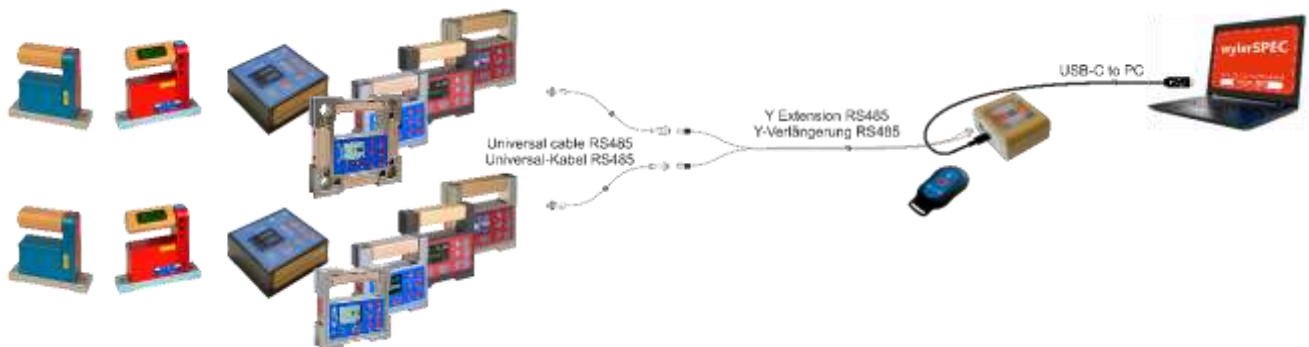 Universal cable RS485
Universal-Kabel RS485
Y Extension RS485
Y-Verlängerung RS485
USB-C to PC
wylerSPEC